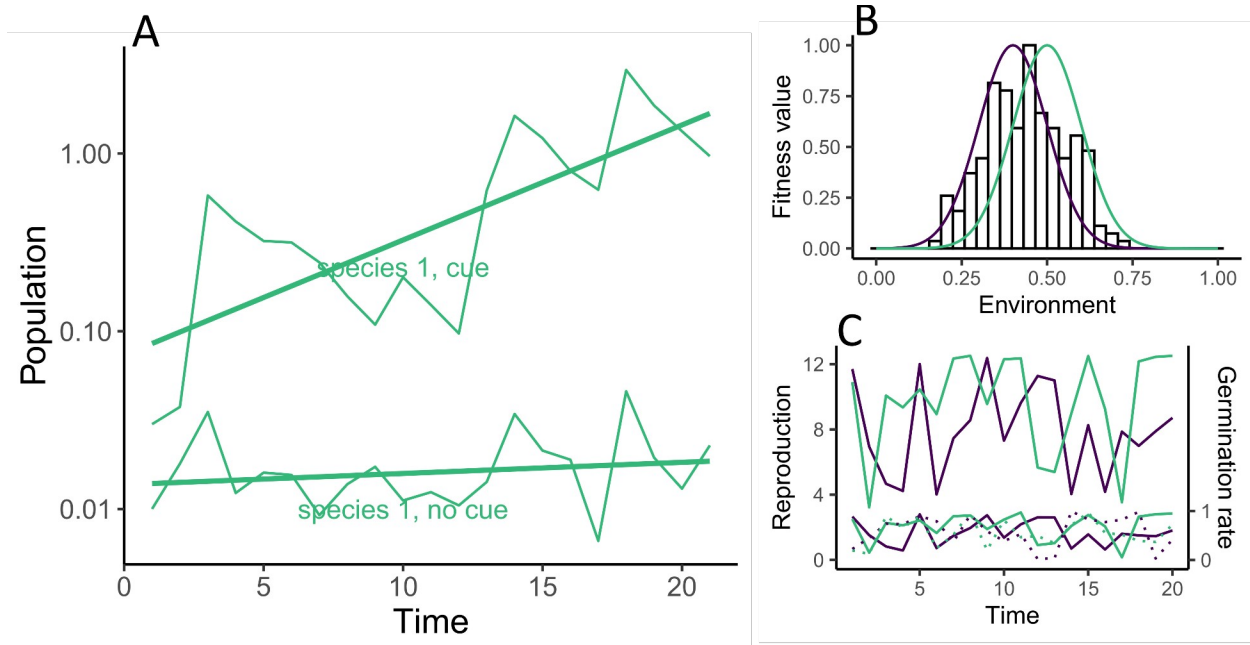 A
Population
1.00
0.10
0.01
species 1, cue
species 1, no cue
0
5
10
15
20
Time
B
Fitness value
1.00
0.75
0.50
0.25
0.00
0.00
0.25
0.50
0.75
1.00
Environment
C
Reproduction
12
8
4
0
1
0
Germination rate
5
10
15
20
Time